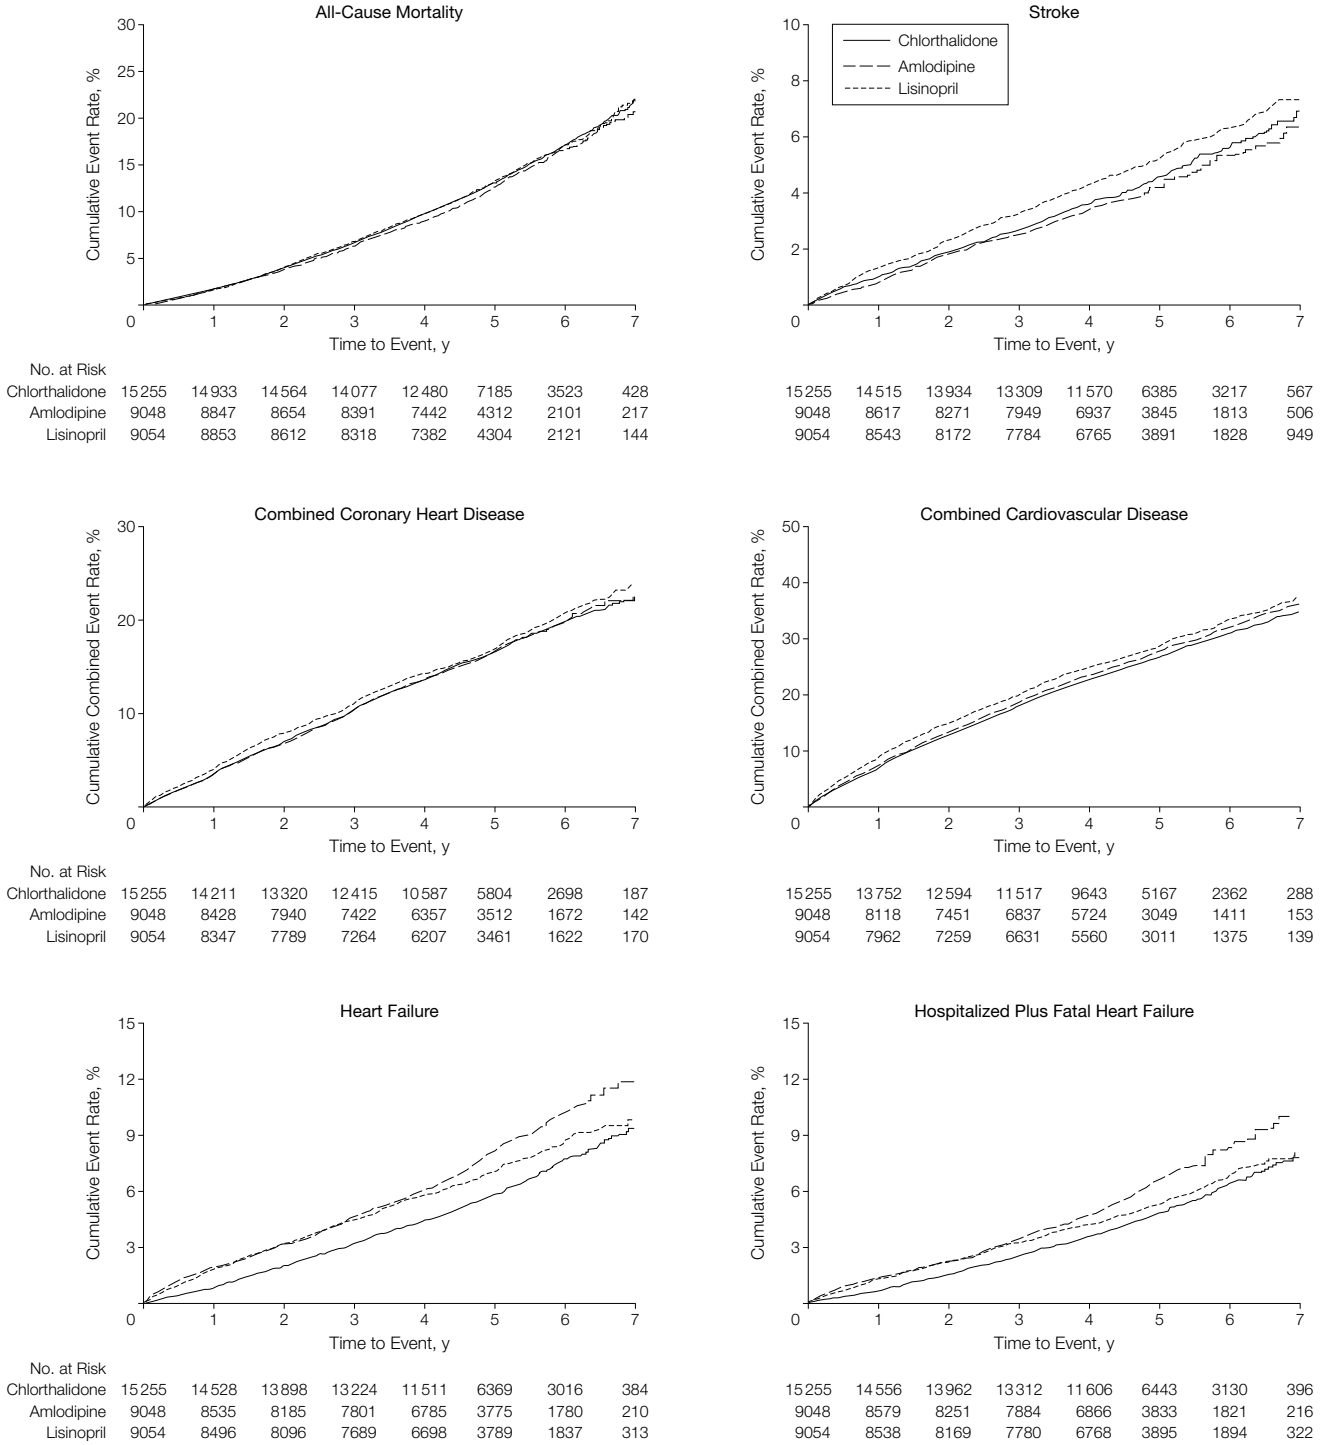 All-Cause Mortality
Cumulative Event Rate, %
30
25
20
15
10
5
0 1 2 3 4 5 6 7
Time to Event, y
No. at Risk
Chlorthalidone 15255 14933 14564 14077 12480 7185 3523 428
Amlodipine 9048 8847 8654 8391 7442 4312 2101 217
Lisinopril 9054 8853 8612 8318 7382 4304 2121 144
Stroke
Chlorthalidone
Amlodipine
Lisinopril
Cumulative Event Rate, %
10
8
6
4
2
0 1 2 3 4 5 6 7
Time to Event, y
15255 14515 13934 13309 11570 6385 3217 567
9048 8617 8271 7949 6937 3845 1813 506
9054 8543 8172 7784 6765 3891 1828 949
Combined Coronary Heart Disease
Cumulative Combined Event Rate, %
30
20
10
0 1 2 3 4 5 6 7
Time to Event, y
No. at Risk
Chlorthalidone 15255 14211 13320 12415 10587 5804 2698 187
Amlodipine 9048 8428 7940 7422 6357 3512 1672 142
Lisinopril 9054 8347 7789 7264 6207 3461 1622 170
Combined Cardiovascular Disease
Cumulative Combined Event Rate, %
50
40
30
20
10
0 1 2 3 4 5 6 7
Time to Event, y
15255 13752 12594 11517 9643 5167 2362 288
9048 8118 7451 6837 5724 3049 1411 153
9054 7962 7259 6631 5560 3011 1375 139
Heart Failure
Cumulative Event Rate, %
15
12
9
6
3
0 1 2 3 4 5 6 7
Time to Event, y
No. at Risk
Chlorthalidone 15255 14528 13898 13224 11511 6369 3016 384
Amlodipine 9048 8535 8185 7801 6785 3775 1780 210
Lisinopril 9054 8496 8096 7689 6698 3789 1837 313
Hospitalized Plus Fatal Heart Failure
Cumulative Event Rate, %
15
12
9
6
3
0 1 2 3 4 5 6 7
Time to Event, y
15255 14556 13962 13312 11606 6443 3130 396
9048 8579 8251 7884 6866 3833 1821 216
9054 8538 8169 7780 6768 3895 1894 322